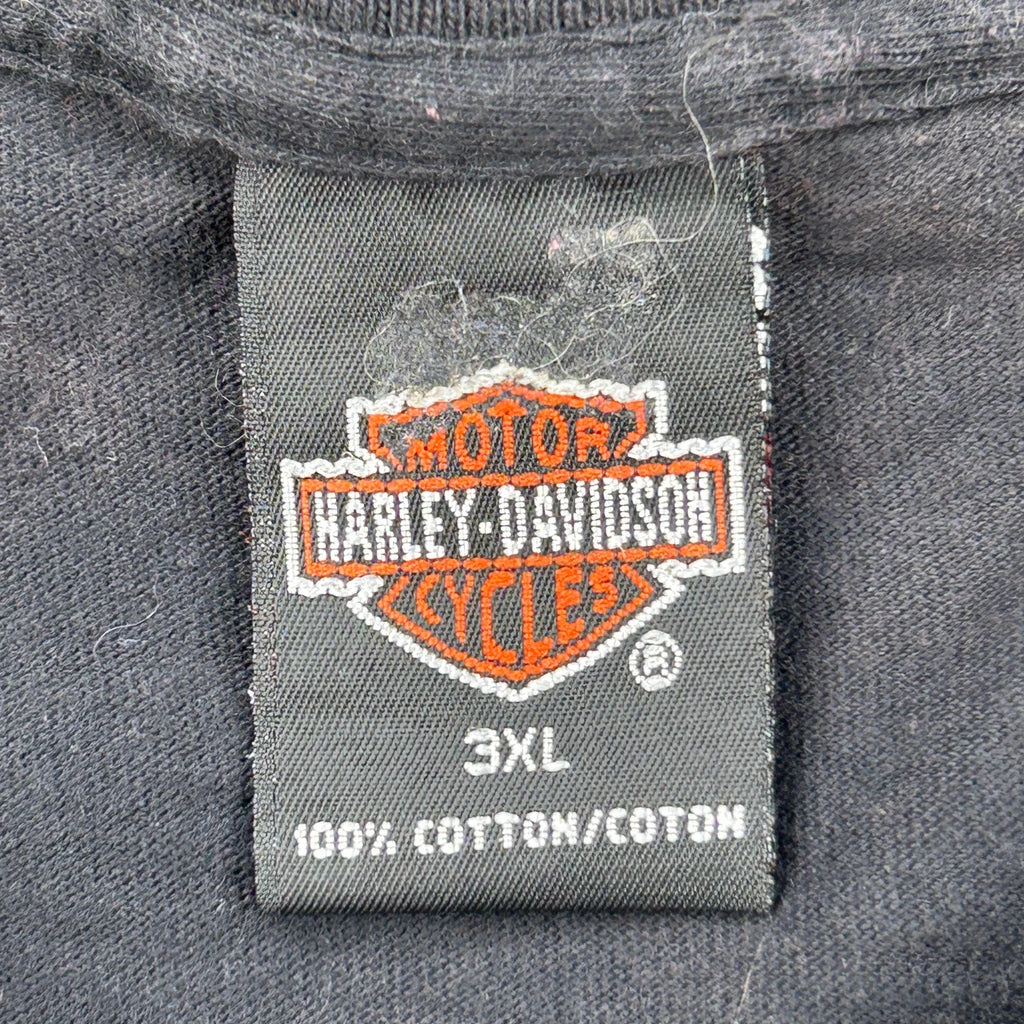 MOTOR
HARLEY-DAVIDSON
CYCLES
®
3XL
100% COTTON/COTON